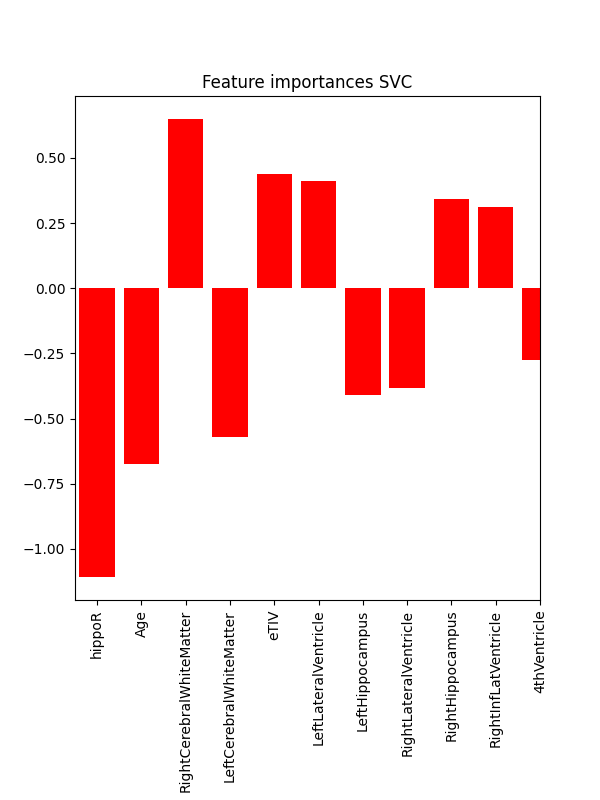 Feature importances SVC
0.50
0.25
0.00
−0.25
−0.50
−0.75
−1.00
hippoR
Age
RightCerebralWhiteMatter
LeftCerebralWhiteMatter
eTIV
LeftLateralVentricle
LeftHippocampus
RightLateralVentricle
RightHippocampus
RightInfLatVentricle
4thVentricle